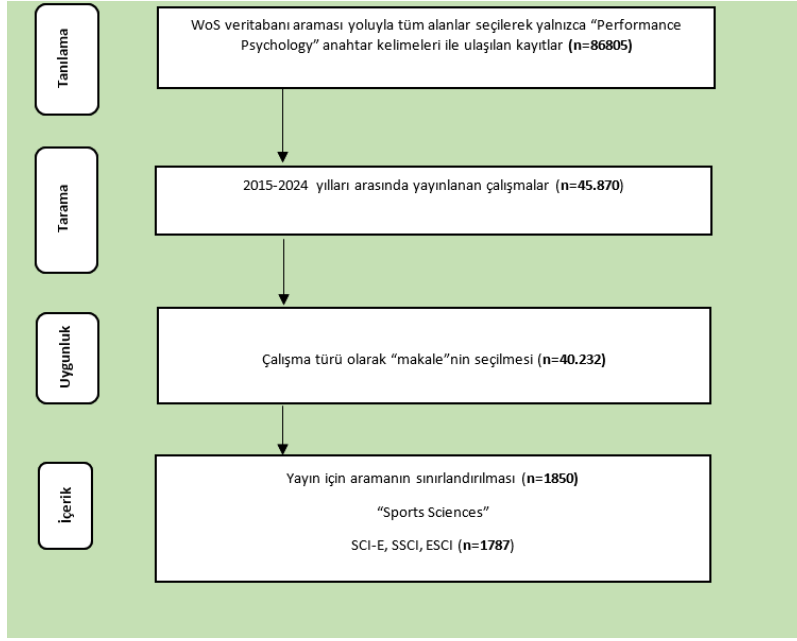 Tanılama
WoS veritabanı araması yoluyla tüm alanlar seçilerek yalnızca “Performance
Psychology” anahtar kelimeleri ile ulaşılan kayıtlar (n=86805)
Tarama
2015-2024 yılları arasında yayınlanan çalışmalar (n=45.870)
Uygunluk
Çalışma türü olarak “makale”nin seçilmesi (n=40.232)
İçerik
Yayın için aramanın sınırlandırılması (n=1850)
“Sports Sciences”
SCI-E, SSCI, ESCI (n=1787)